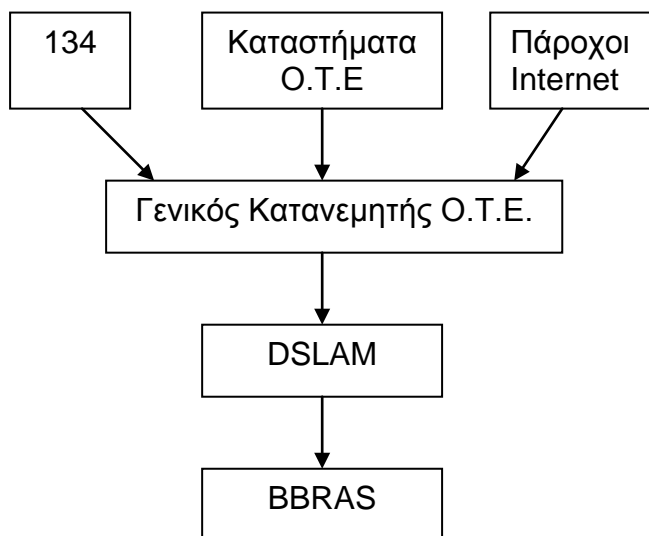 134
Καταστήματα
Ο.Τ.Ε
Πάροχοι
Internet
Γενικός Κατανεμητής Ο.Τ.Ε.
DSLAM
BBRAS